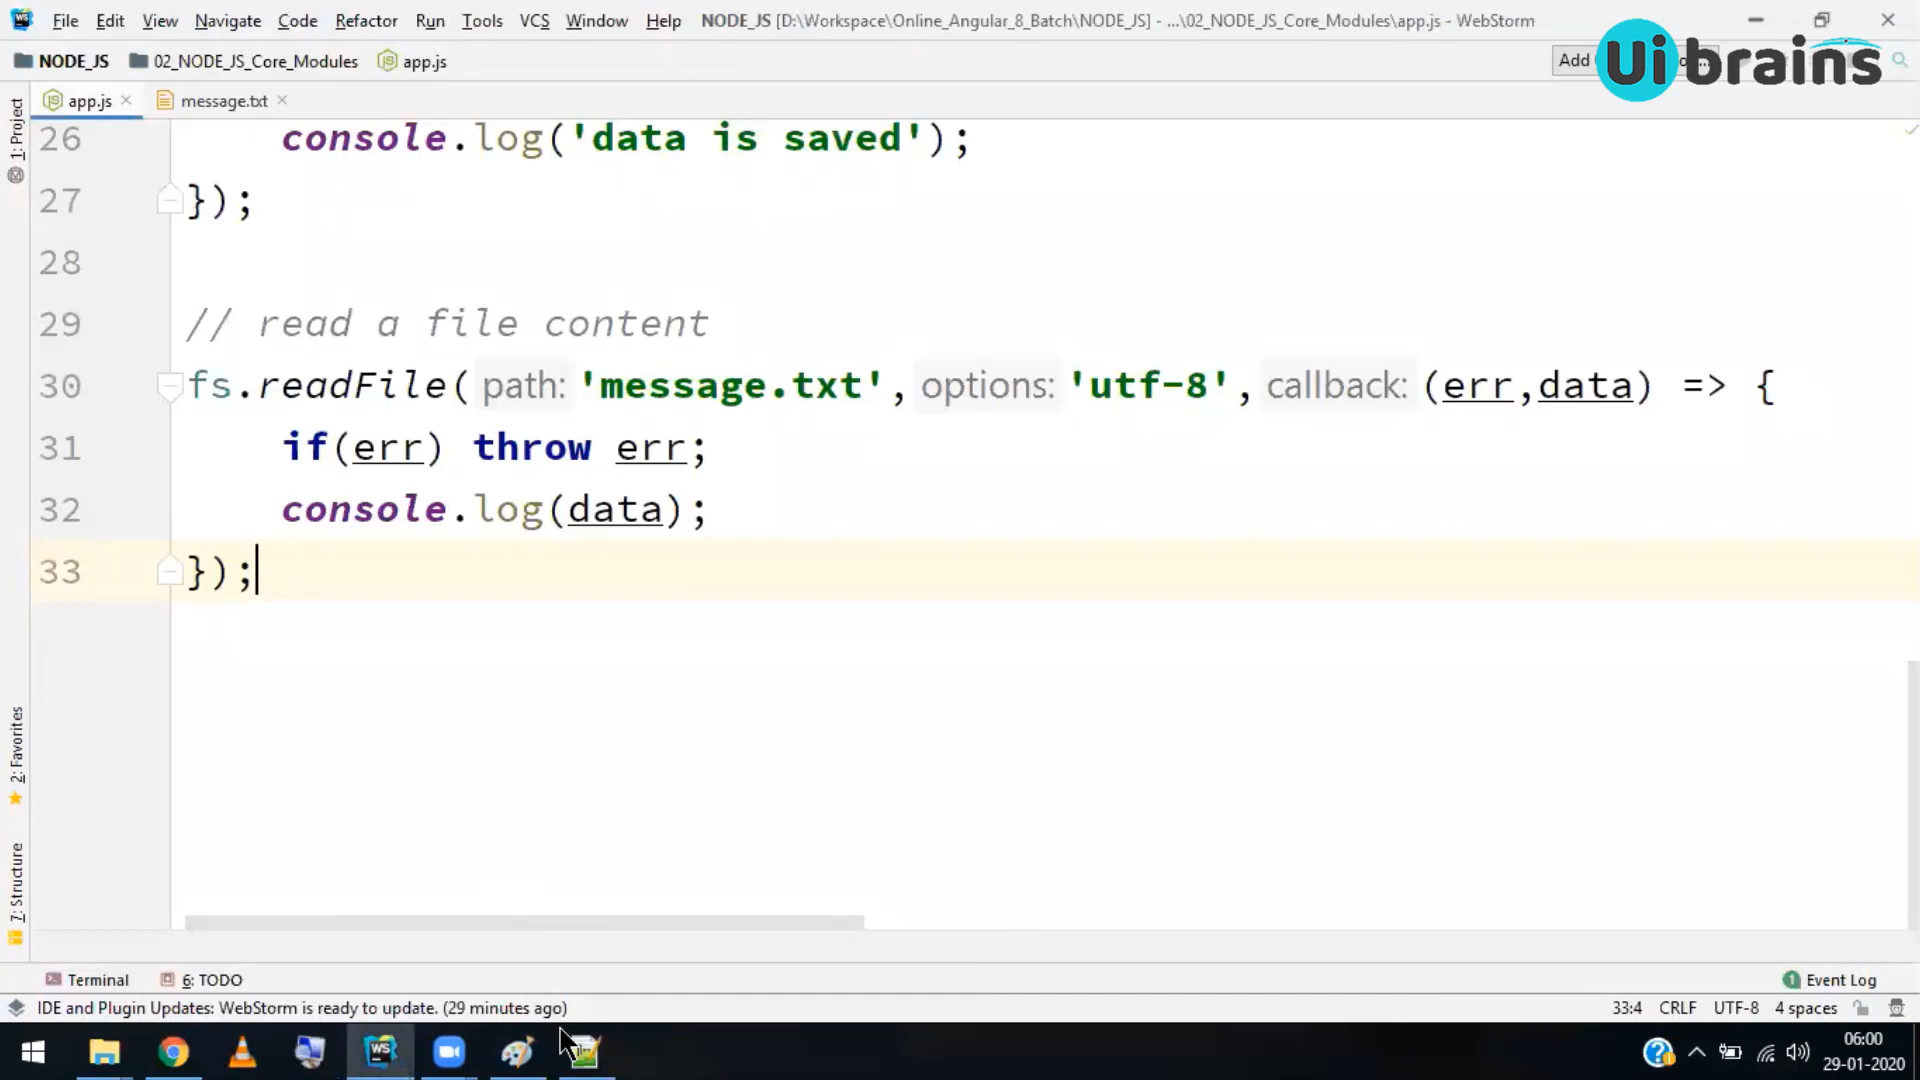 File Edit View Navigate Code Refactor Run Tools VCS Window Help NODE_JS [D:\Workspace\Online_Angular_8_Batch\NODE_JS] - ...\02_NODE_JS_Core_Modules\app.js - WebStorm
NODE_JS 02_NODE_JS_Core_Modules app.js Add
Uibrains
app.js message.txt
1: Project
26 console.log('data is saved');
27 });
28
29 // read a file content
30 fs.readFile( path: 'message.txt', options: 'utf-8', callback: (err,data) => {
31 if(err) throw err;
32 console.log(data);
33 });
2: Favorites
7: Structure
Terminal 6: TODO 1 Event Log
IDE and Plugin Updates: WebStorm is ready to update. (29 minutes ago) 33:4 CRLF UTF-8 4 spaces
WS
06:00
29-01-2020